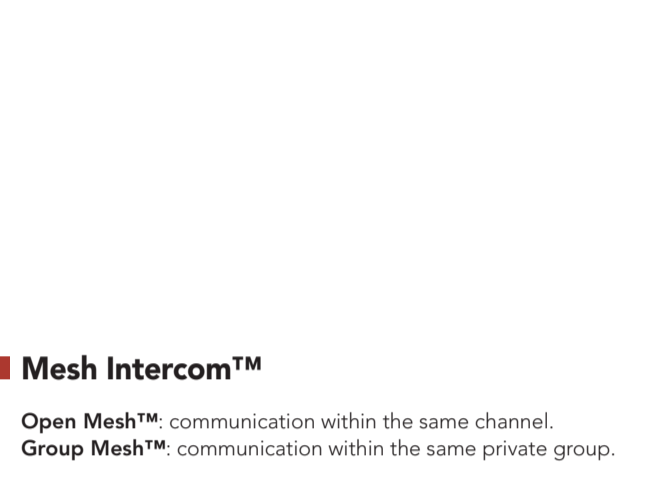 Mesh Intercom™
Open Mesh™: communication within the same channel.
Group Mesh™: communication within the same private group.